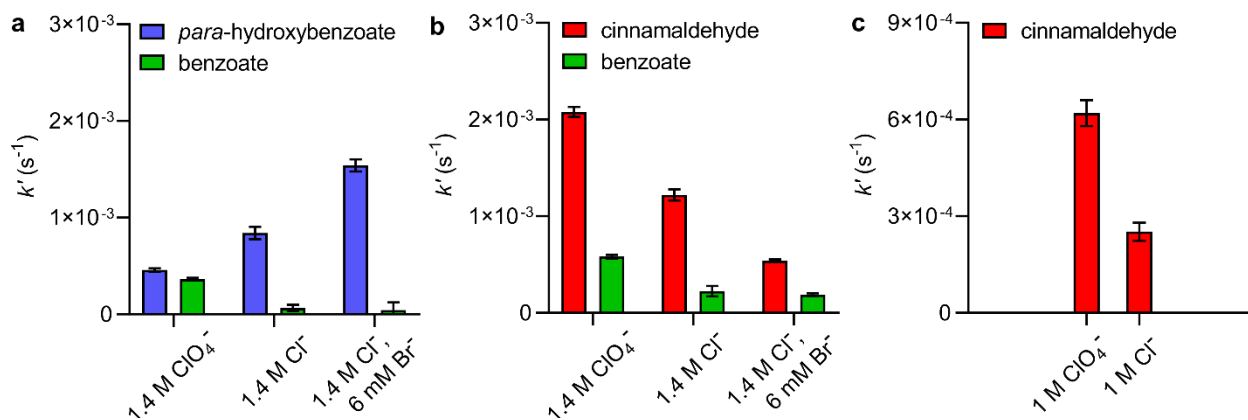 a
para-hydroxybenzoate
benzoate
3×10⁻³
2×10⁻³
1×10⁻³
0
k′ (s⁻¹)
1.4 M ClO₄⁻
1.4 M Cl⁻
1.4 M Cl⁻,
6 mM Br⁻
b
cinnamaldehyde
benzoate
3×10⁻³
2×10⁻³
1×10⁻³
0
k′ (s⁻¹)
1.4 M ClO₄⁻
1.4 M Cl⁻
1.4 M Cl⁻,
6 mM Br⁻
c
cinnamaldehyde
9×10⁻⁴
6×10⁻⁴
3×10⁻⁴
0
k′ (s⁻¹)
1 M ClO₄⁻
1 M Cl⁻